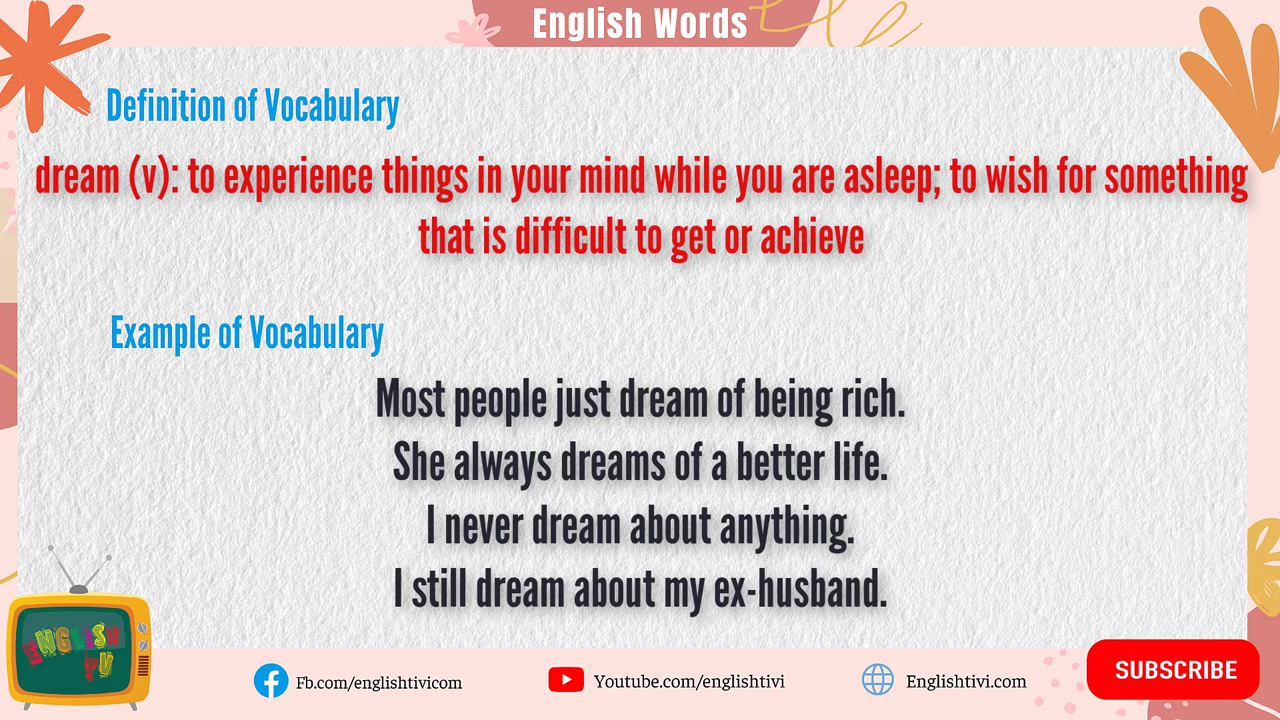 English Words
Definition of Vocabulary
dream (v): to experience things in your mind while you are asleep; to wish for something
that is difficult to get or achieve
Example of Vocabulary
Most people just dream of being rich.
She always dreams of a better life.
I never dream about anything.
I still dream about my ex-husband.
ENGLISH
TV
Fb.com/englishtivicom
Youtube.com/englishtivi
Englishtivi.com
SUBSCRIBE